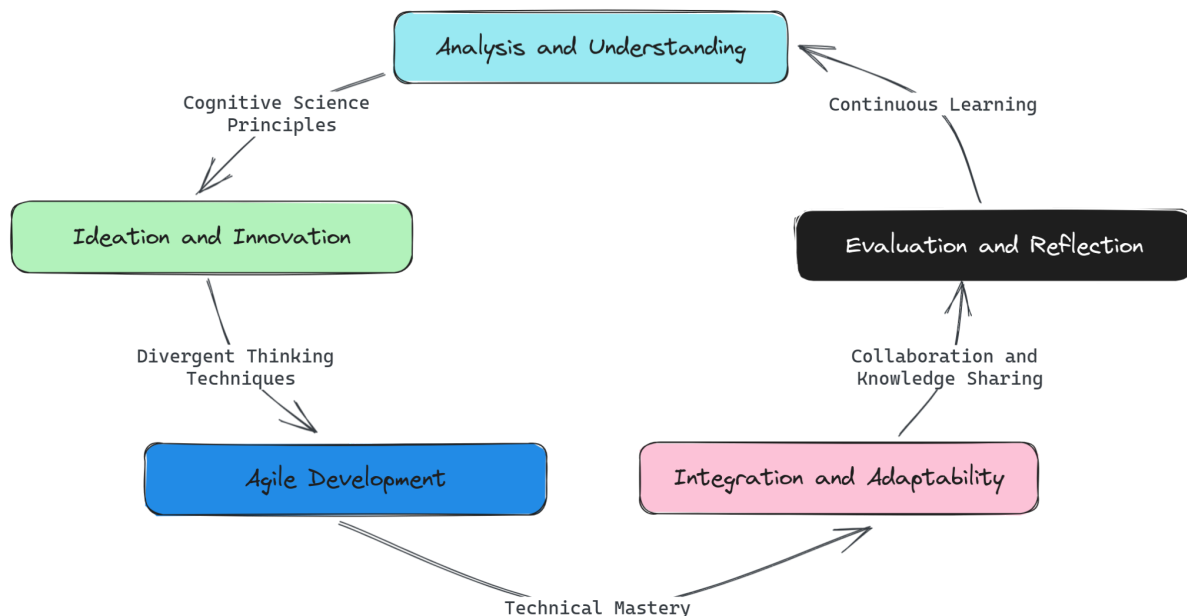 Analysis and Understanding
Cognitive Science
Principles
Continuous Learning
Ideation and Innovation
Evaluation and Reflection
Divergent Thinking
Techniques
Collaboration and
Knowledge Sharing
Agile Development
Integration and Adaptability
Technical Mastery